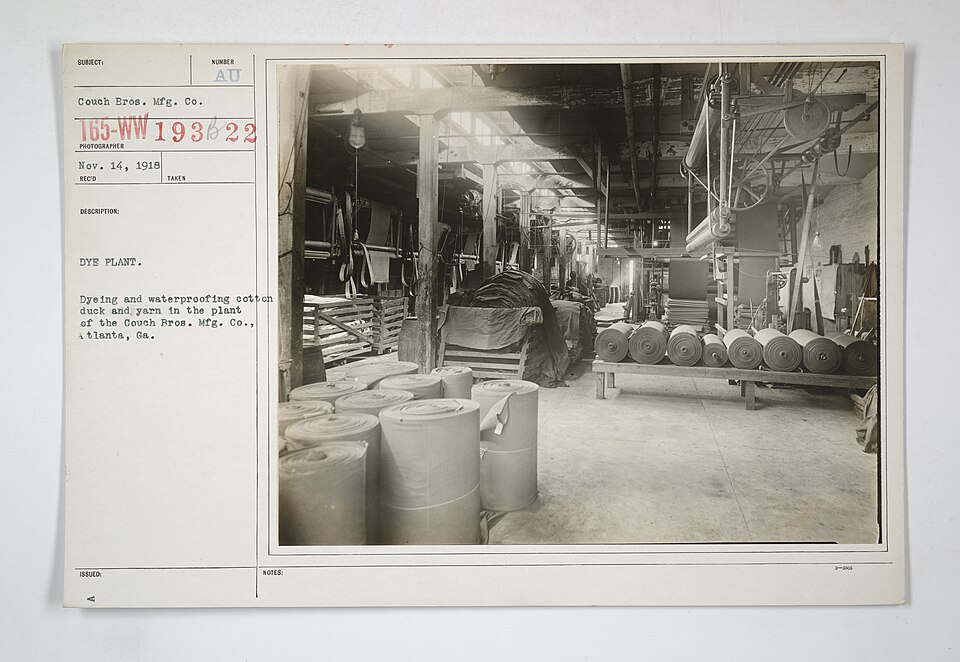 SUBJECT:
NUMBER
AU
Couch Bros. Mfg. Co.
165-WW 193B22
PHOTOGRAPHER
Nov. 14, 1918
REC'D
TAKEN
DESCRIPTION:
DYE PLANT.
Dyeing and waterproofing cotton
duck and yarn in the plant
of the Couch Bros. Mfg. Co.,
Atlanta, Ga.
ISSUED:
NOTES:
A